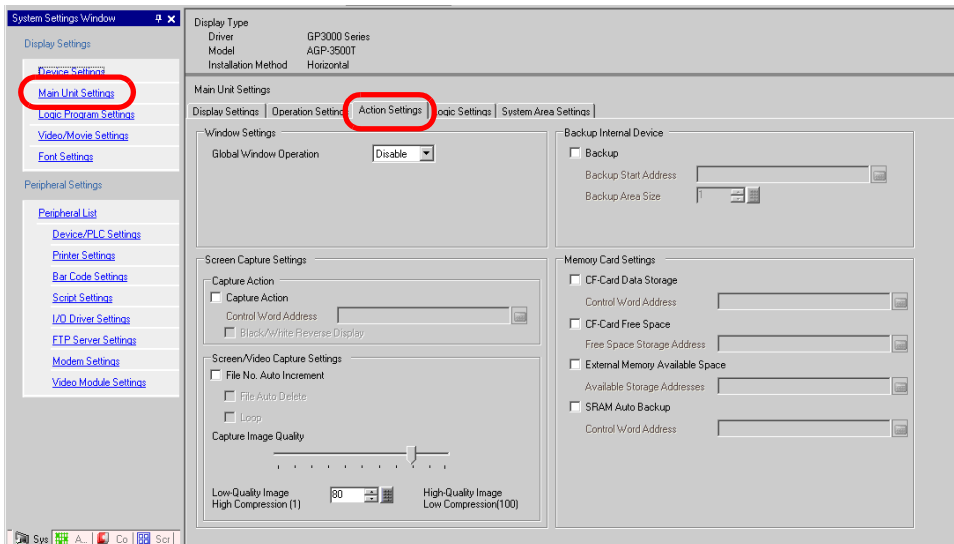 System Settings Window
Display Settings
Device Settings
Main Unit Settings
Logic Program Settings
Video/Movie Settings
Font Settings
Peripheral Settings
Peripheral List
Device/PLC Settings
Printer Settings
Bar Code Settings
Script Settings
I/O Driver Settings
FTP Server Settings
Modem Settings
Video Module Settings
Sys
A...
Co
Scr
Display Type
Driver GP3000 Series
Model AGP-3500T
Installation Method Horizontal
Main Unit Settings
Display Settings Operation Setting Action Settings Logic Settings System Area Settings
Window Settings
Global Window Operation Disable
Screen Capture Settings
Capture Action
Capture Action
Control Word Address
Black/White Reverse Display
Screen/Video Capture Settings
File No. Auto Increment
File Auto Delete
Loop
Capture Image Quality
Low-Quality Image 80 High-Quality Image
High Compression (1) Low Compression(100)
Backup Internal Device
Backup
Backup Start Address
Backup Area Size 1
Memory Card Settings
CF-Card Data Storage
Control Word Address
CF-Card Free Space
Free Space Storage Address
External Memory Available Space
Available Storage Addresses
SRAM Auto Backup
Control Word Address